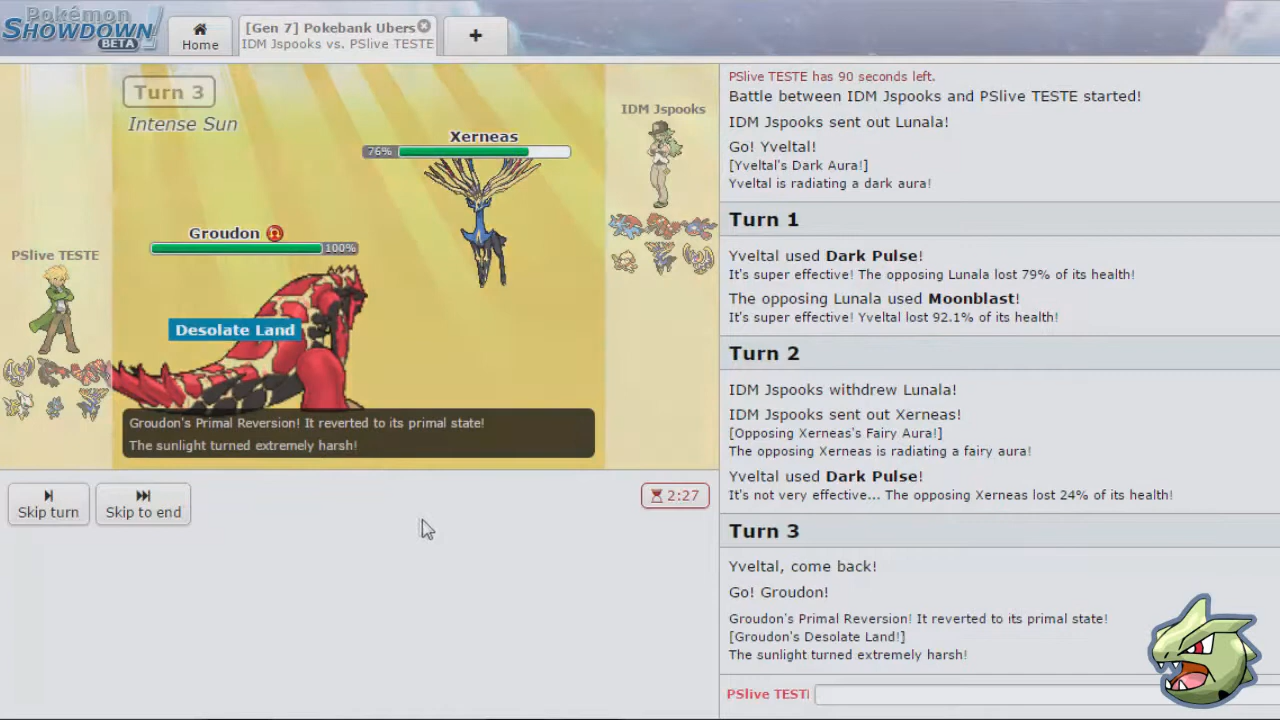 Pokémon
SHOWDOWN!
BETA
Home
[Gen 7] Pokebank Ubers
IDM Jspooks vs. PSlive TESTE
+
Turn 3
Intense Sun
Xerneas
76%
IDM Jspooks
Groudon
100%
PSlive TESTE
Desolate Land
Groudon's Primal Reversion! It reverted to its primal state!
The sunlight turned extremely harsh!
Skip turn
Skip to end
2:27
PSlive TESTE has 90 seconds left.
Battle between IDM Jspooks and PSlive TESTE started!
IDM Jspooks sent out Lunala!
Go! Yveltal!
[Yveltal's Dark Aura!]
Yveltal is radiating a dark aura!
Turn 1
Yveltal used Dark Pulse!
It's super effective! The opposing Lunala lost 79% of its health!
The opposing Lunala used Moonblast!
It's super effective! Yveltal lost 92.1% of its health!
Turn 2
IDM Jspooks withdrew Lunala!
IDM Jspooks sent out Xerneas!
[Opposing Xerneas's Fairy Aura!]
The opposing Xerneas is radiating a fairy aura!
Yveltal used Dark Pulse!
It's not very effective... The opposing Xerneas lost 24% of its health!
Turn 3
Yveltal, come back!
Go! Groudon!
Groudon's Primal Reversion! It reverted to its primal state!
[Groudon's Desolate Land!]
The sunlight turned extremely harsh!
PSlive TEST